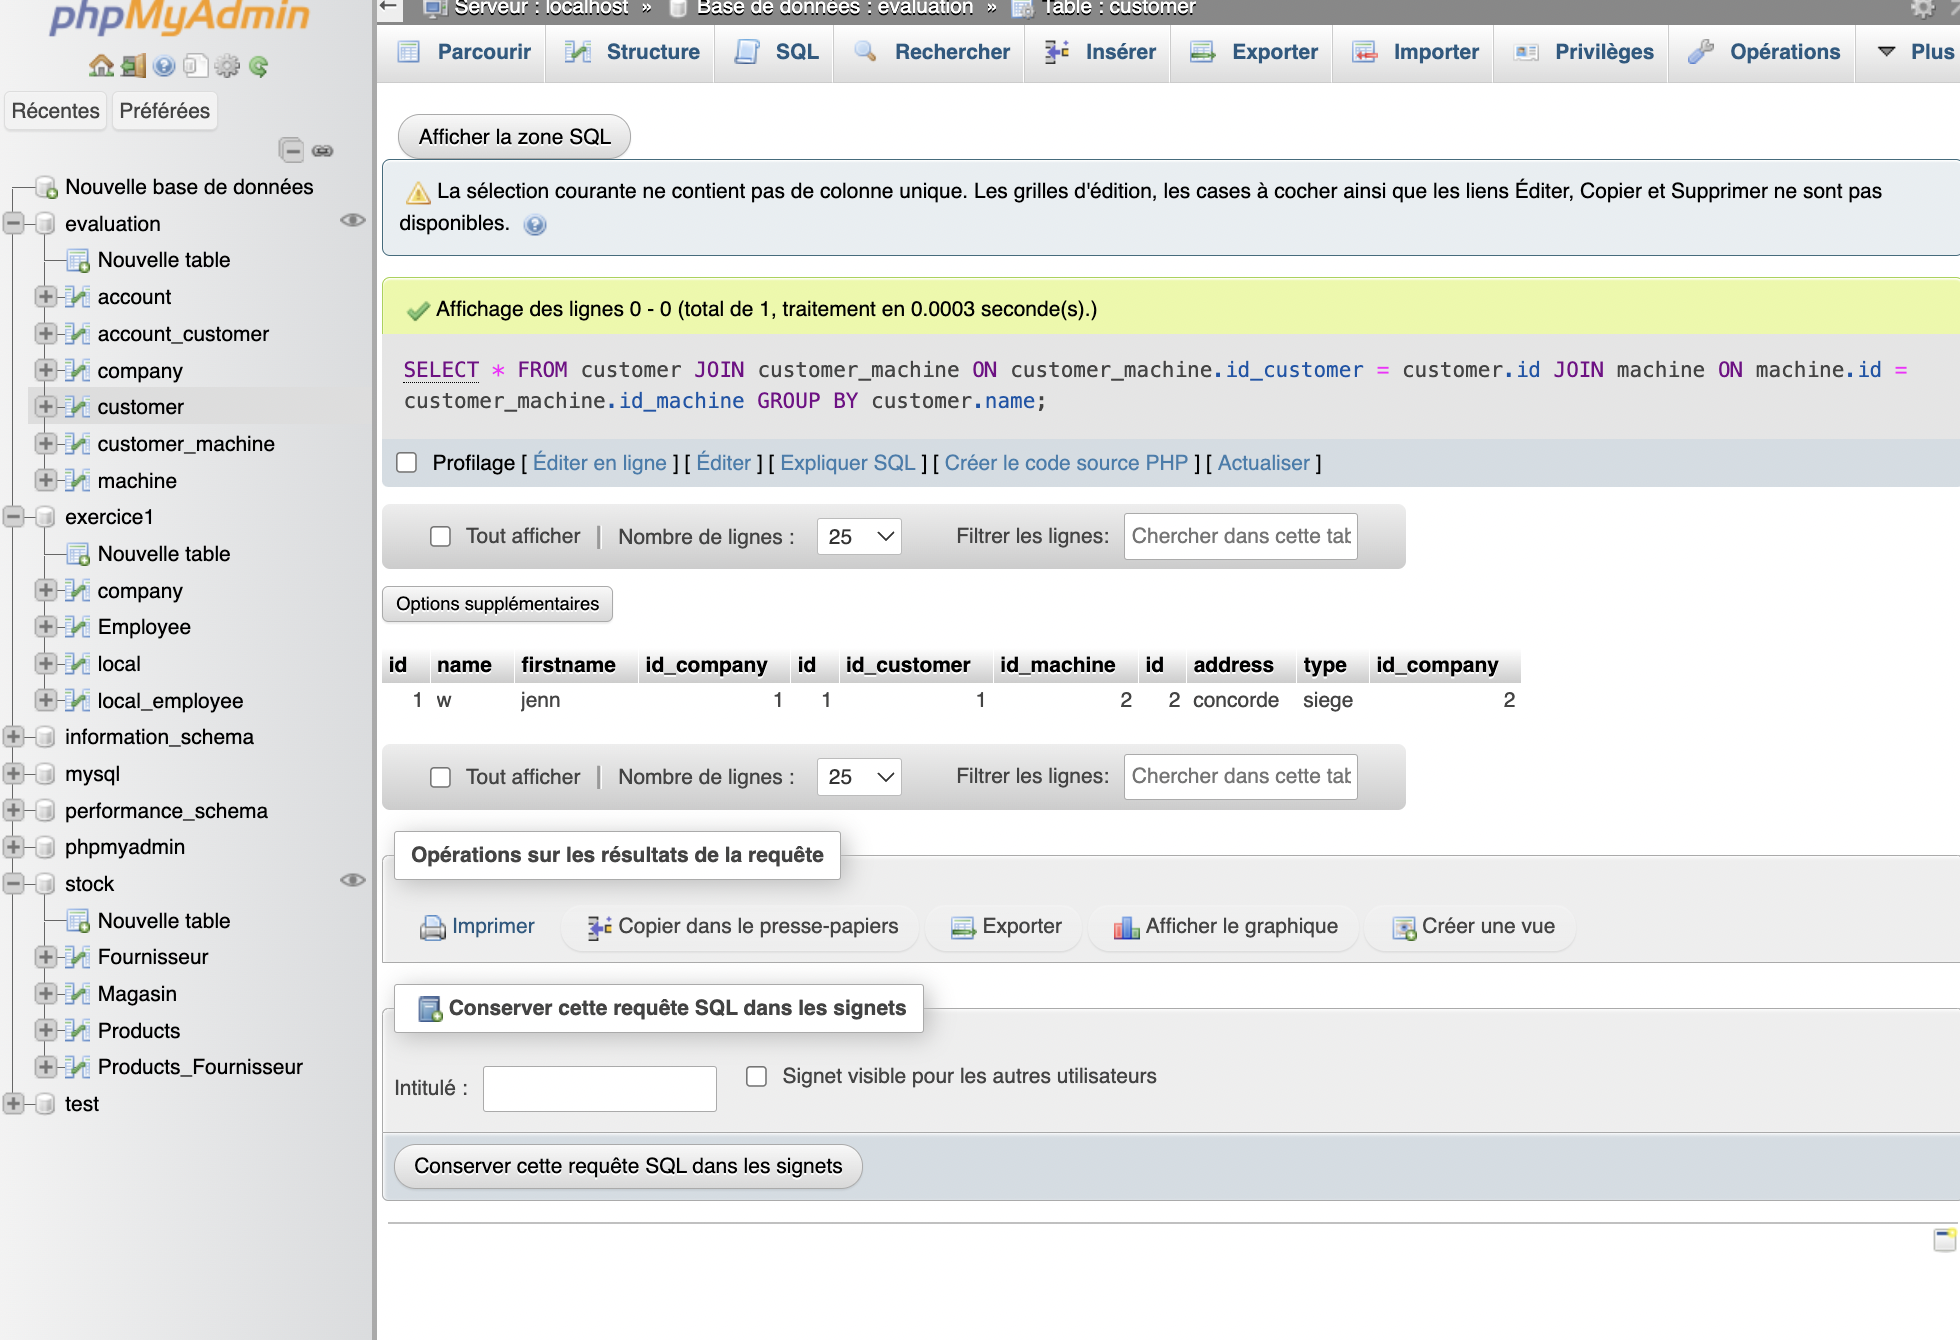 phpMyAdmin
Récentes
Préférées
Nouvelle base de données
evaluation
Nouvelle table
account
account_customer
company
customer
customer_machine
machine
exercice1
Nouvelle table
company
Employee
local
local_employee
information_schema
mysql
performance_schema
phpmyadmin
stock
Nouvelle table
Fournisseur
Magasin
Products
Products_Fournisseur
test
Serveur : localhost » Base de données : evaluation » Table : customer
Parcourir Structure SQL Rechercher Insérer Exporter Importer Privilèges Opérations Plus
Afficher la zone SQL
La sélection courante ne contient pas de colonne unique. Les grilles d'édition, les cases à cocher ainsi que les liens Éditer, Copier et Supprimer ne sont pas
disponibles.
Affichage des lignes 0 - 0 (total de 1, traitement en 0.0003 seconde(s).)
SELECT * FROM customer JOIN customer_machine ON customer_machine.id_customer = customer.id JOIN machine ON machine.id =
customer_machine.id_machine GROUP BY customer.name;
Profilage [ Éditer en ligne ] [ Éditer ] [ Expliquer SQL ] [ Créer le code source PHP ] [ Actualiser ]
Tout afficher | Nombre de lignes : 25 Filtrer les lignes: Chercher dans cette tab
Options supplémentaires
id name firstname id_company id id_customer id_machine id address type id_company
1 w jenn 1 1 1 2 2 concorde siege 2
Tout afficher | Nombre de lignes : 25 Filtrer les lignes: Chercher dans cette tab
Opérations sur les résultats de la requête
Imprimer Copier dans le presse-papiers Exporter Afficher le graphique Créer une vue
Conserver cette requête SQL dans les signets
Intitulé : Signet visible pour les autres utilisateurs
Conserver cette requête SQL dans les signets